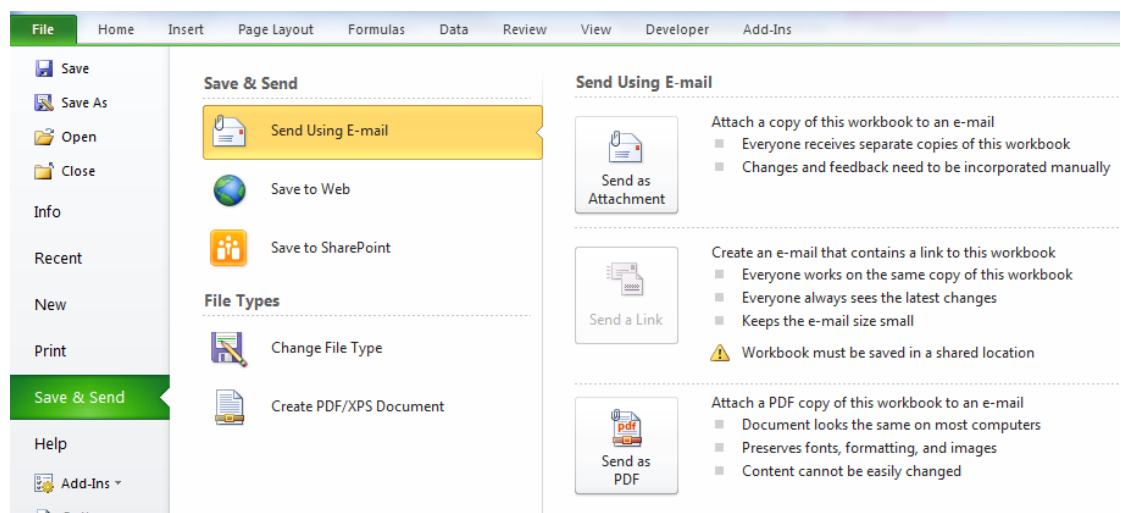 File Home Insert Page Layout Formulas Data Review View Developer Add-Ins
Save
Save As
Open
Close
Info
Recent
New
Print
Save & Send
Help
Add-Ins
Save & Send
Send Using E-mail
Save to Web
Save to SharePoint
File Types
Change File Type
Create PDF/XPS Document
Send Using E-mail
Send as
Attachment
Attach a copy of this workbook to an e-mail
Everyone receives separate copies of this workbook
Changes and feedback need to be incorporated manually
Send a Link
Create an e-mail that contains a link to this workbook
Everyone works on the same copy of this workbook
Everyone always sees the latest changes
Keeps the e-mail size small
Workbook must be saved in a shared location
pdf
Send as
PDF
Attach a PDF copy of this workbook to an e-mail
Document looks the same on most computers
Preserves fonts, formatting, and images
Content cannot be easily changed